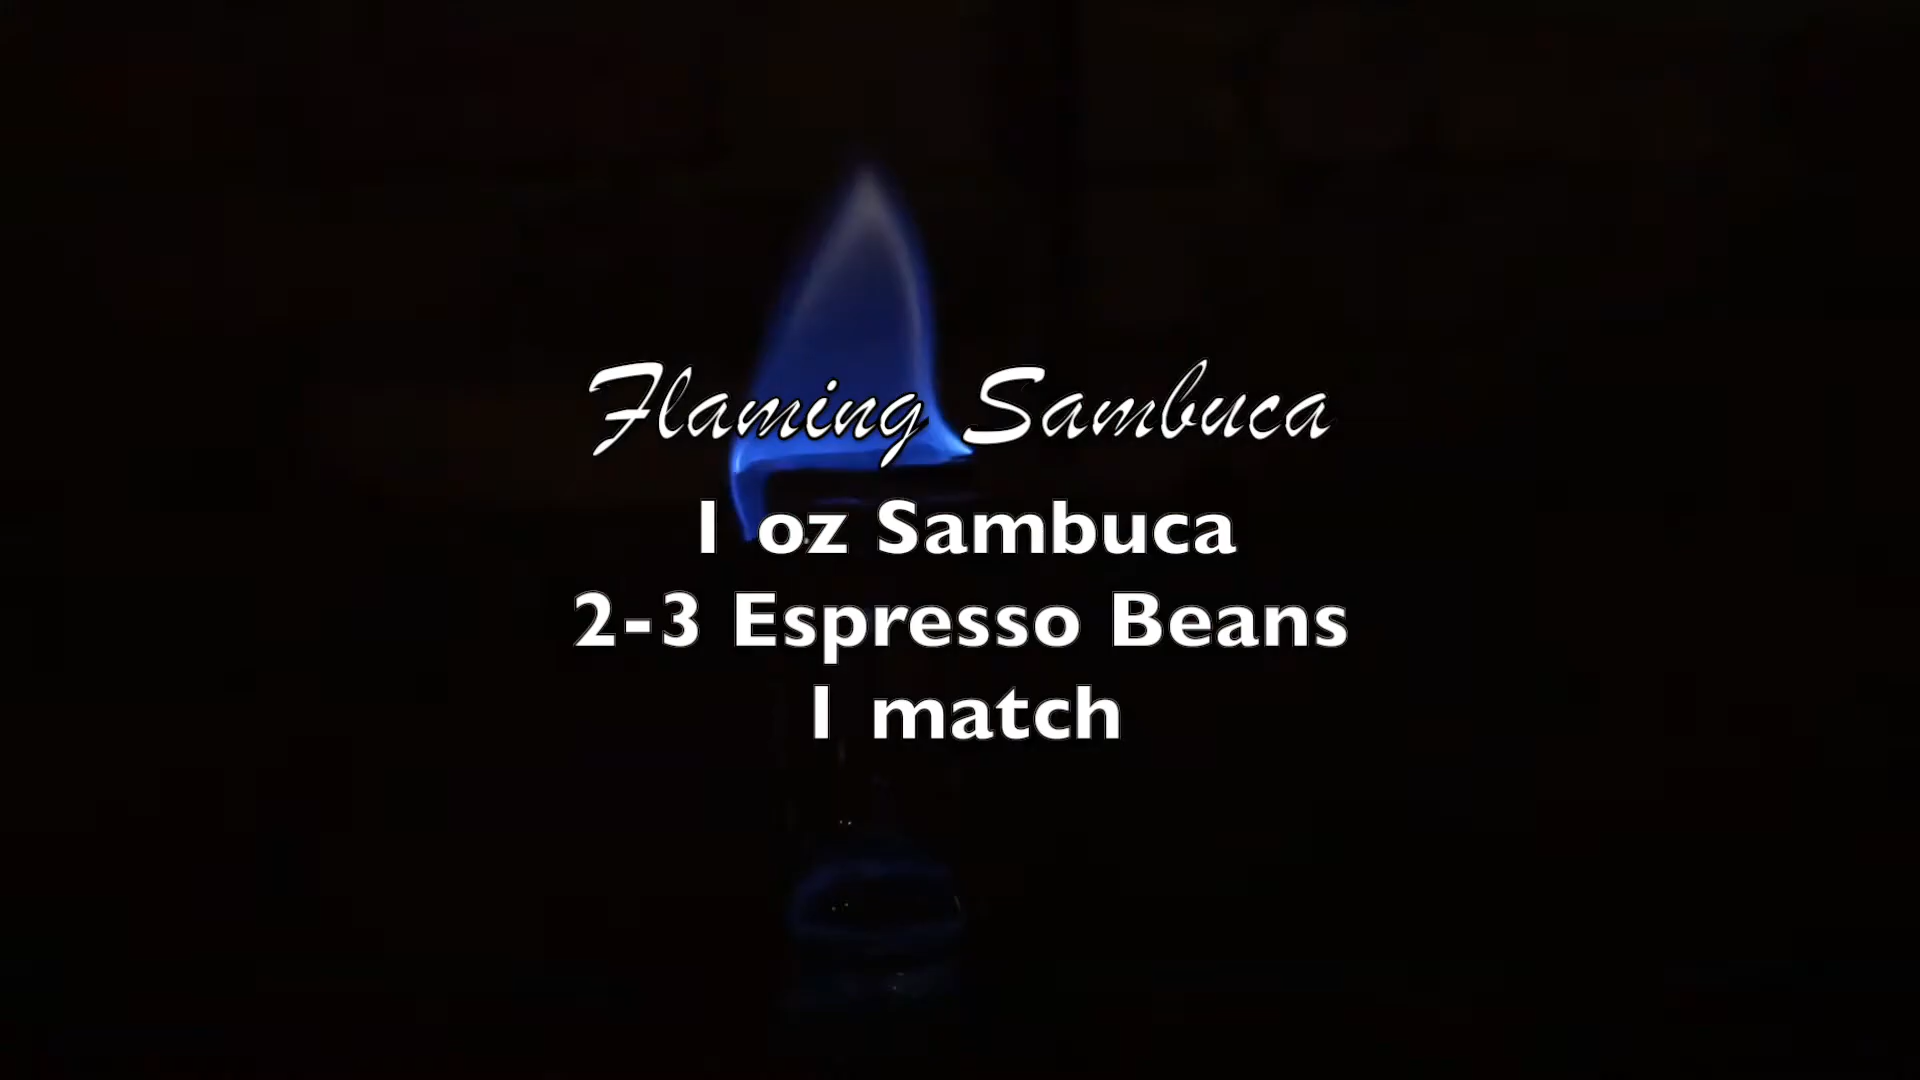 Flaming Sambuca
1 oz Sambuca
2-3 Espresso Beans
1 match